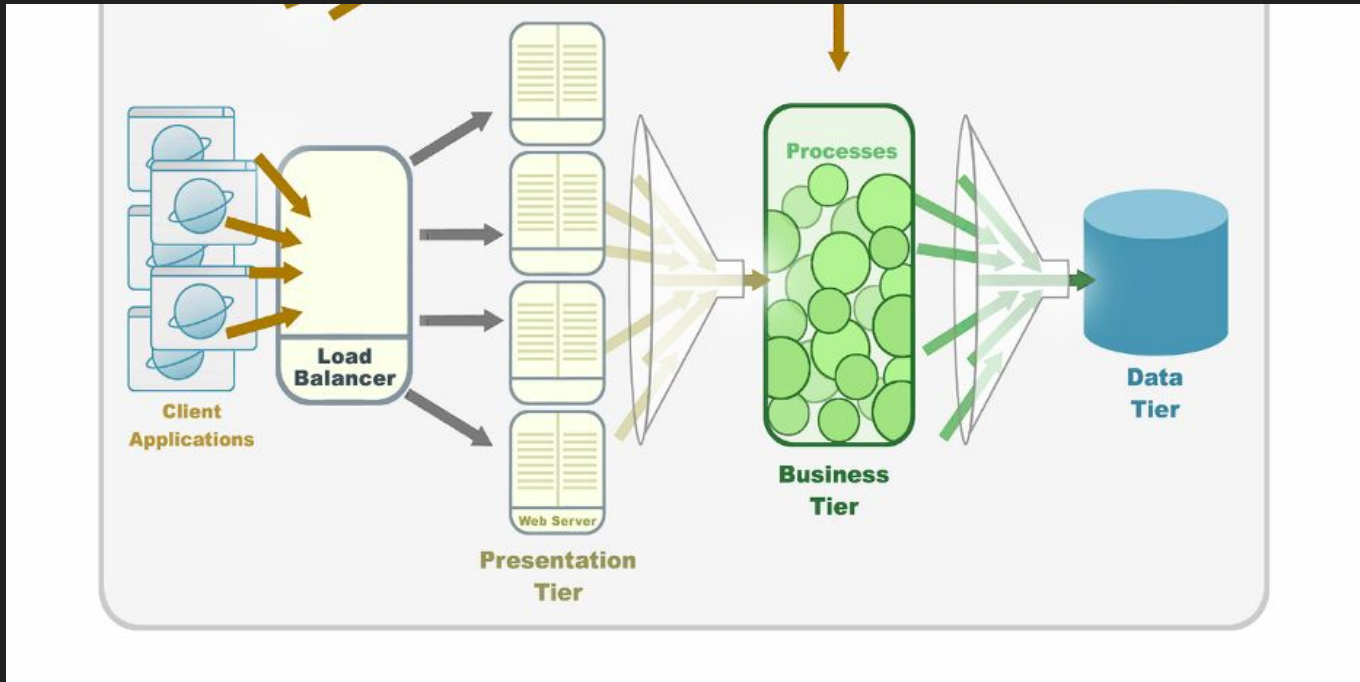 Processes
Load
Balancer
Client
Applications
Data
Tier
Business
Tier
Web Server
Presentation
Tier